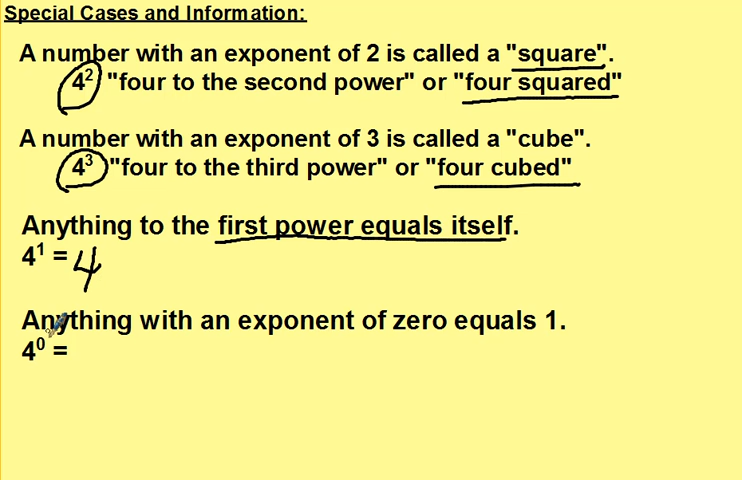 Special Cases and Information:
A number with an exponent of 2 is called a "square".
4² "four to the second power" or "four squared"
A number with an exponent of 3 is called a "cube".
4³ "four to the third power" or "four cubed"
Anything to the first power equals itself.
4¹ = 4
Anything with an exponent of zero equals 1.
4⁰ =